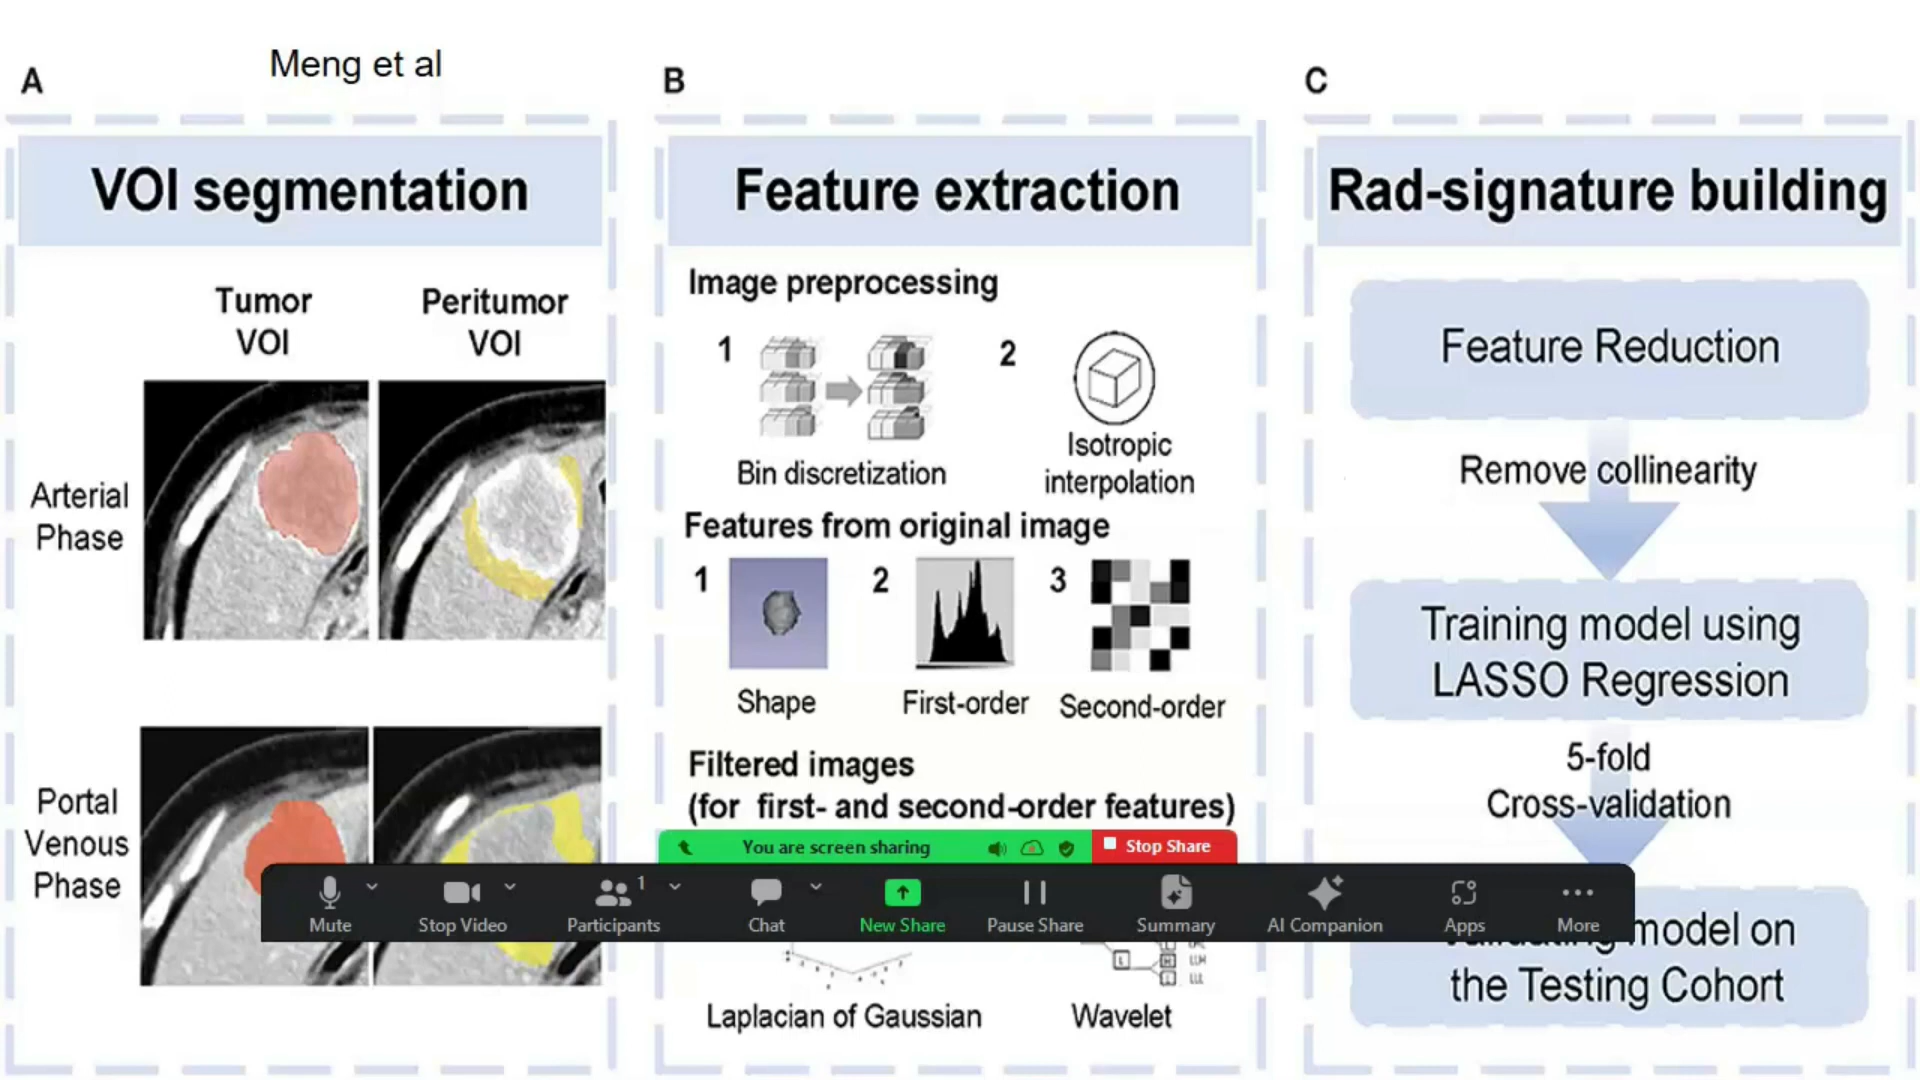 Meng et al
A
VOI segmentation
Tumor
VOI
Peritumor
VOI
Arterial
Phase
Portal
Venous
Phase
B
Feature extraction
Image preprocessing
1
2
Bin discretization
Isotropic
interpolation
Features from original image
1
2
3
Shape
First-order
Second-order
Filtered images
(for first- and second-order features)
L
H
L
LLM
LLL
Laplacian of Gaussian
Wavelet
C
Rad-signature building
Feature Reduction
Remove collinearity
Training model using
LASSO Regression
5-fold
Cross-validation
model on
the Testing Cohort
You are screen sharing
Stop Share
Mute
Stop Video
Participants
1
Chat
New Share
Pause Share
Summary
AI Companion
Apps
More